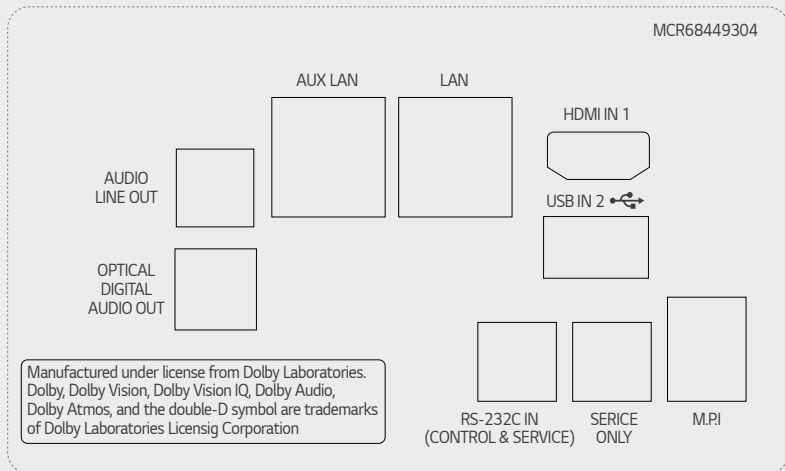 MCR68449304
AUX LAN
LAN
HDMI IN 1
AUDIO
LINE OUT
USB IN 2
OPTICAL
DIGITAL
AUDIO OUT
Manufactured under license from Dolby Laboratories.
Dolby, Dolby Vision, Dolby Vision IQ, Dolby Audio,
Dolby Atmos, and the double-D symbol are trademarks
of Dolby Laboratories Licensig Corporation
RS-232C IN
(CONTROL & SERVICE)
SERICE
ONLY
M.P.I